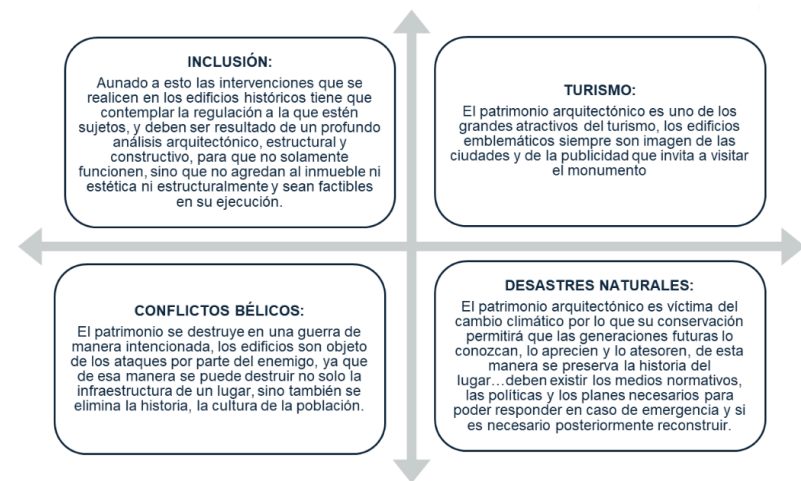 INCLUSIÓN:
Aunado a esto las intervenciones que se
realicen en los edificios históricos tiene que
contemplar la regulación a la que estén
sujetos, y deben ser resultado de un profundo
análisis arquitectónico, estructural y
constructivo, para que no solamente
funcionen, sino que no agredan al inmueble ni
estética ni estructuralmente y sean factibles
en su ejecución.
TURISMO:
El patrimonio arquitectónico es uno de los
grandes atractivos del turismo, los edificios
emblemáticos siempre son imagen de las
ciudades y de la publicidad que invita a visitar
el monumento
CONFLICTOS BÉLICOS:
El patrimonio se destruye en una guerra de
manera intencionada, los edificios son objeto
de los ataques por parte del enemigo, ya que
de esa manera se puede destruir no solo la
infraestructura de un lugar, sino también se
elimina la historia, la cultura de la población.
DESASTRES NATURALES:
El patrimonio arquitectónico es víctima del
cambio climático por lo que su conservación
permitirá que las generaciones futuras lo
conozcan, lo aprecien y lo atesoren, de esta
manera se preserva la historia del
lugar…deben existir los medios normativos,
las políticas y los planes necesarios para
poder responder en caso de emergencia y si
es necesario posteriormente reconstruir.